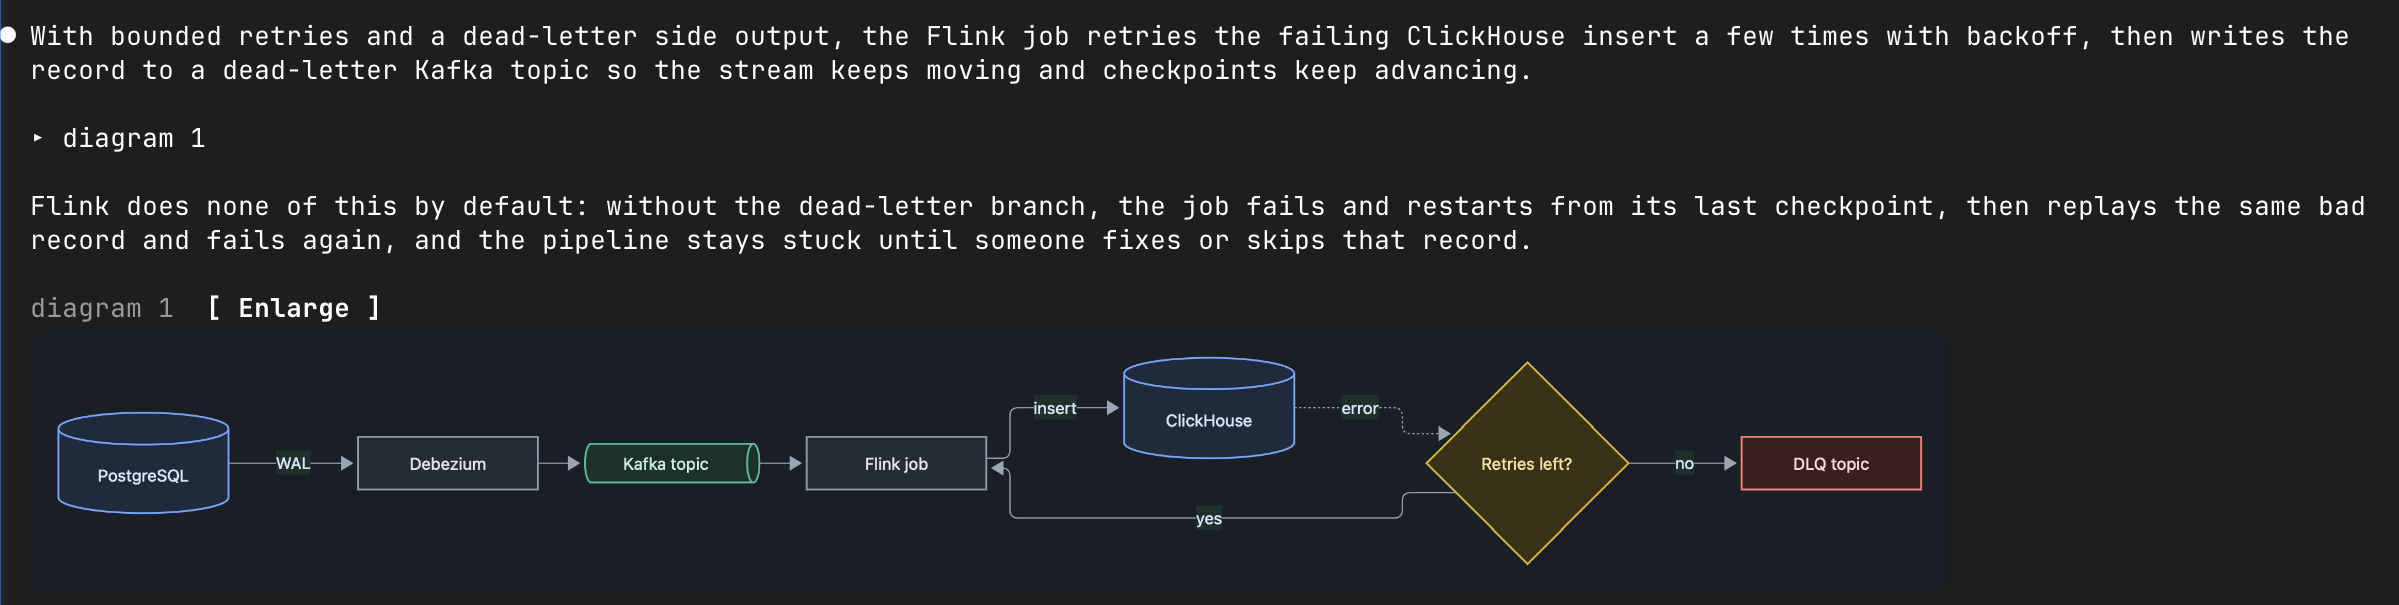 With bounded retries and a dead-letter side output, the Flink job retries the failing ClickHouse insert a few times with backoff, then writes the
record to a dead-letter Kafka topic so the stream keeps moving and checkpoints keep advancing.
▸ diagram 1
Flink does none of this by default: without the dead-letter branch, the job fails and restarts from its last checkpoint, then replays the same bad
record and fails again, and the pipeline stays stuck until someone fixes or skips that record.
diagram 1 [ Enlarge ]
PostgreSQL
WAL
Debezium
Kafka topic
Flink job
insert
ClickHouse
error
Retries left?
yes
no
DLQ topic